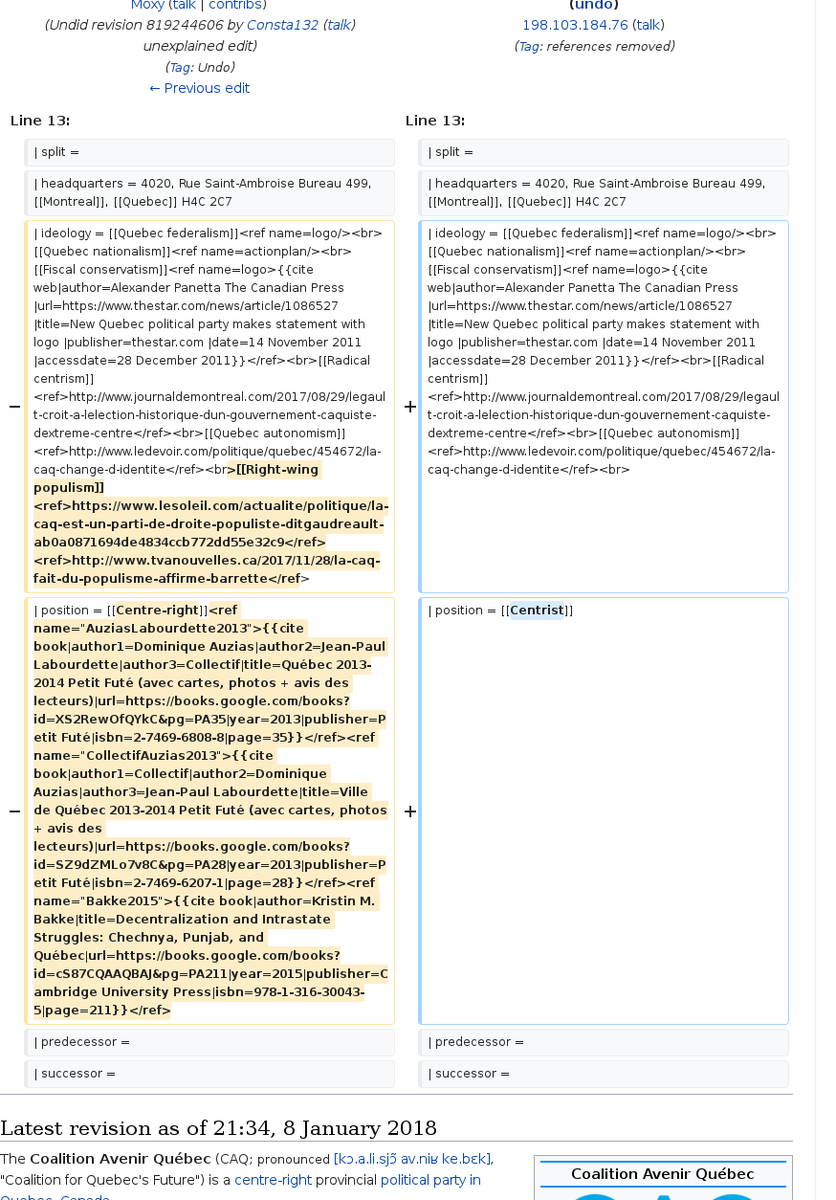 Moxy (talk | contribs)
(Undid revision 819244606 by Consta132 (talk)
unexplained edit)
(Tag: Undo)
← Previous edit
(undo)
198.103.184.76 (talk)
(Tag: references removed)
Line 13:
| split =
| headquarters = 4020, Rue Saint-Ambroise Bureau 499,
[[Montreal]], [[Quebec]] H4C 2C7
| ideology = [[Quebec federalism]]<ref name=logo/><br>
[[Quebec nationalism]]<ref name=actionplan/><br>
[[Fiscal conservatism]]<ref name=logo>{{cite
web|author=Alexander Panetta The Canadian Press
|url=https://www.thestar.com/news/article/1086527
|title=New Quebec political party makes statement with
logo |publisher=thestar.com |date=14 November 2011
|accessdate=28 December 2011}}</ref><br>[[Radical
centrism]]
−
<ref>http://www.journaldemontreal.com/2017/08/29/legaul
t-croit-a-lelection-historique-dun-gouvernement-caquiste-
dextreme-centre</ref><br>[[Quebec autonomism]]
<ref>http://www.ledevoir.com/politique/quebec/454672/la-
caq-change-d-identite</ref><br>[[Right-wing
populism]]
<ref>https://www.lesoleil.com/actualite/politique/la-
caq-est-un-parti-de-droite-populiste-ditgaudreault-
ab0a0871694de4834ccb772dd55e32c9</ref>
<ref>http://www.tvanouvelles.ca/2017/11/28/la-caq-
fait-du-populisme-affirme-barrette</ref>
| position = [[Centre-right]]<ref
name="AuziasLabourdette2013">{{cite
book|author1=Dominique Auzias|author2=Jean-Paul
Labourdette|author3=Collectif|title=Québec 2013-
2014 Petit Futé (avec cartes, photos + avis des
lecteurs)|url=https://books.google.com/books?
id=XS2RewOfQYkC&pg=PA35|year=2013|publisher=P
etit Futé|isbn=2-7469-6808-8|page=35}}</ref><ref
name="CollectifAuzias2013">{{cite
book|author1=Collectif|author2=Dominique
Auzias|author3=Jean-Paul Labourdette|title=Ville
−
de Québec 2013-2014 Petit Futé (avec cartes, photos
+ avis des
lecteurs)|url=https://books.google.com/books?
id=SZ9dZMLo7v8C&pg=PA28|year=2013|publisher=P
etit Futé|isbn=2-7469-6207-1|page=28}}</ref><ref
name="Bakke2015">{{cite book|author=Kristin M.
Bakke|title=Decentralization and Intrastate
Struggles: Chechnya, Punjab, and
Québec|url=https://books.google.com/books?
id=cS87CQAAQBAJ&pg=PA211|year=2015|publisher=C
ambridge University Press|isbn=978-1-316-30043-
5|page=211}}</ref>
| predecessor =
| successor =
Line 13:
| split =
| headquarters = 4020, Rue Saint-Ambroise Bureau 499,
[[Montreal]], [[Quebec]] H4C 2C7
| ideology = [[Quebec federalism]]<ref name=logo/><br>
[[Quebec nationalism]]<ref name=actionplan/><br>
[[Fiscal conservatism]]<ref name=logo>{{cite
web|author=Alexander Panetta The Canadian Press
|url=https://www.thestar.com/news/article/1086527
|title=New Quebec political party makes statement with
logo |publisher=thestar.com |date=14 November 2011
|accessdate=28 December 2011}}</ref><br>[[Radical
centrism]]
+
<ref>http://www.journaldemontreal.com/2017/08/29/legaul
t-croit-a-lelection-historique-dun-gouvernement-caquiste-
dextreme-centre</ref><br>[[Quebec autonomism]]
<ref>http://www.ledevoir.com/politique/quebec/454672/la-
caq-change-d-identite</ref><br>
| position = [[Centrist]]
+
| predecessor =
| successor =
Latest revision as of 21:34, 8 January 2018
The Coalition Avenir Québec (CAQ; pronounced [kɔ.a.li.sjɔ̃ av.niʁ ke.bɛk],
"Coalition for Quebec's Future") is a centre-right provincial political party in
Quebec, Canada
Coalition Avenir Québec
CAQ